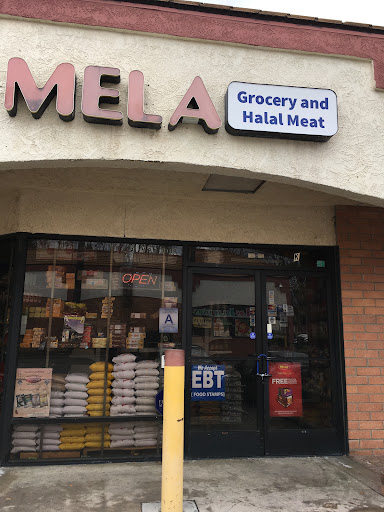 MELA
Grocery and
Halal Meat
K
OPEN
A
We Accept
EBT
( FOOD STAMPS )
FREE